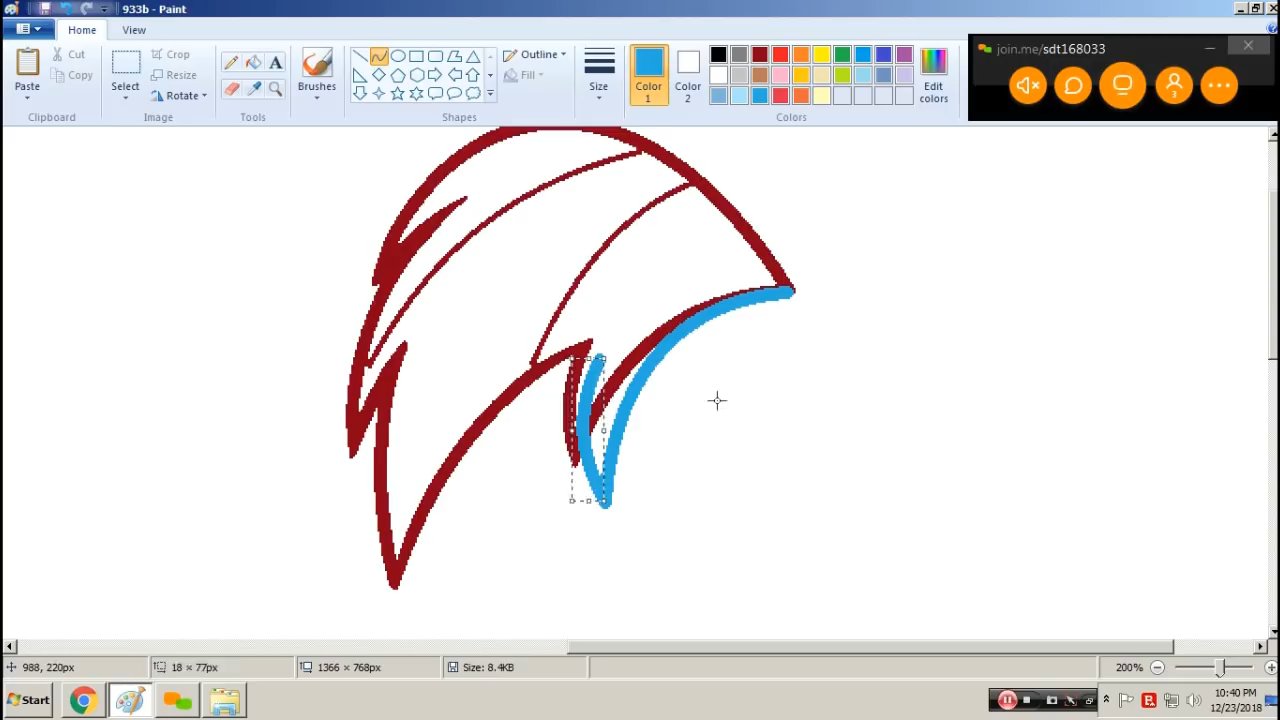 933b - Paint
Home
View
join.me/sdt168033
3
Paste
Cut
Copy
Clipboard
Select
Crop
Resize
Rotate
Image
A
Tools
Brushes
Outline
Fill
Shapes
Size
Color
1
Color
2
Edit
colors
Colors
988, 220px
18 × 77px
1366 × 768px
Size: 8.4KB
200%
Start
B
10:40 PM
12/23/2018